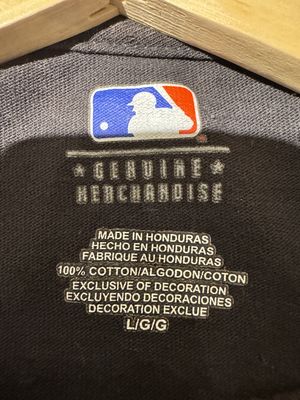 ★ GENUINE ★
MERCHANDISE
MADE IN HONDURAS
HECHO EN HONDURAS
FABRIQUE AU HONDURAS
100% COTTON/ALGODON/COTON
EXCLUSIVE OF DECORATION
EXCLUYENDO DECORACIONES
DECORATION EXCLUE
L/G/G